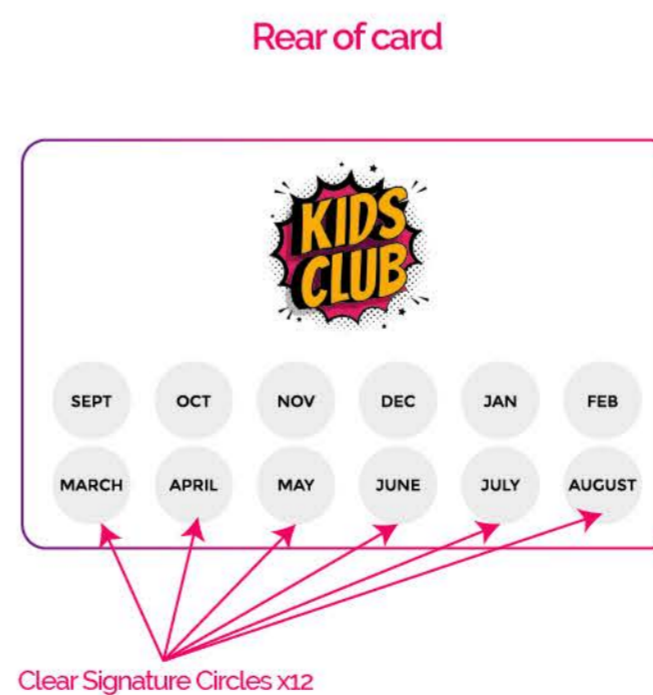 Rear of card
KIDS
CLUB
SEPT OCT NOV DEC JAN FEB
MARCH APRIL MAY JUNE JULY AUGUST
Clear Signature Circles x12